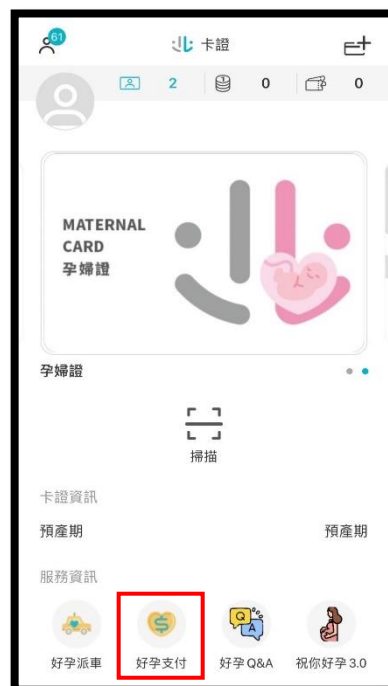 61
卡證
2 0 0
MATERNAL
CARD
孕婦證
孕婦證
掃描
卡證資訊
預產期 預產期
服務資訊
Q A
好孕派車 好孕支付 好孕Q&A 祝你好孕 3.0